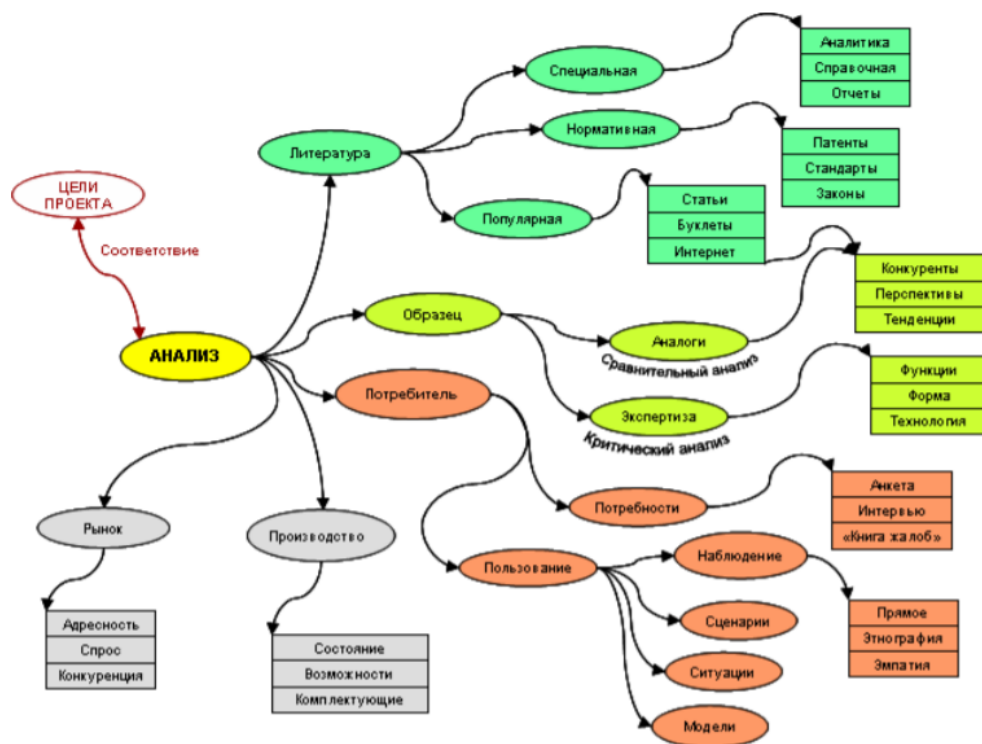 Специальная
Аналитика
Справочная
Отчеты
Литература
Нормативная
Патенты
Стандарты
Законы
Популярная
Статьи
Буклеты
Интернет
ЦЕЛИ
ПРОЕКТА
Соответствие
АНАЛИЗ
Образец
Аналоги
Сравнительный анализ
Конкуренты
Перспективы
Тенденции
Экспертиза
Критический анализ
Функции
Форма
Технология
Потребитель
Потребности
Анкета
Интервью
«Книга жалоб»
Пользование
Наблюдение
Прямое
Этнография
Эмпатия
Сценарии
Ситуации
Модели
Рынок
Адресность
Спрос
Конкуренция
Производство
Состояние
Возможности
Комплектующие